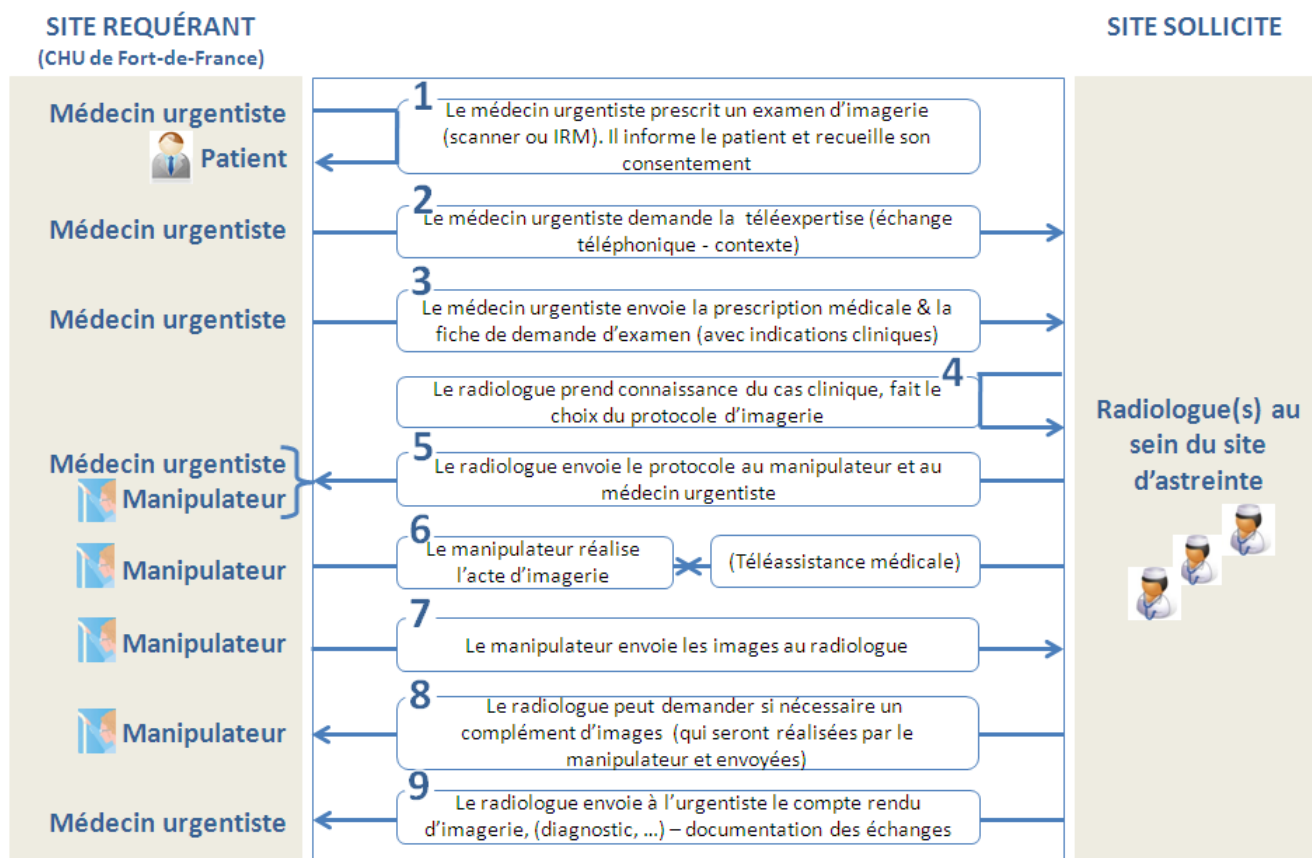 SITE REQUÉRANT
(CHU de Fort-de-France)
SITE SOLLICITE
Médecin urgentiste
Patient
1
Le médecin urgentiste prescrit un examen d'imagerie
(scanner ou IRM). Il informe le patient et recueille son
consentement
Médecin urgentiste
2
Le médecin urgentiste demande la téléexpertise (échange
téléphonique - contexte)
Médecin urgentiste
3
Le médecin urgentiste envoie la prescription médicale & la
fiche de demande d'examen (avec indications cliniques)
4
Le radiologue prend connaissance du cas clinique, fait le
choix du protocole d'imagerie
Radiologue(s) au
sein du site
d'astreinte
Médecin urgentiste
Manipulateur
5
Le radiologue envoie le protocole au manipulateur et au
médecin urgentiste
Manipulateur
6
Le manipulateur réalise
l'acte d'imagerie
(Téléassistance médicale)
Manipulateur
7
Le manipulateur envoie les images au radiologue
Manipulateur
8
Le radiologue peut demander si nécessaire un
complément d'images (qui seront réalisées par le
manipulateur et envoyées)
Médecin urgentiste
9
Le radiologue envoie à l'urgentiste le compte rendu
d'imagerie, (diagnostic, ...) – documentation des échanges